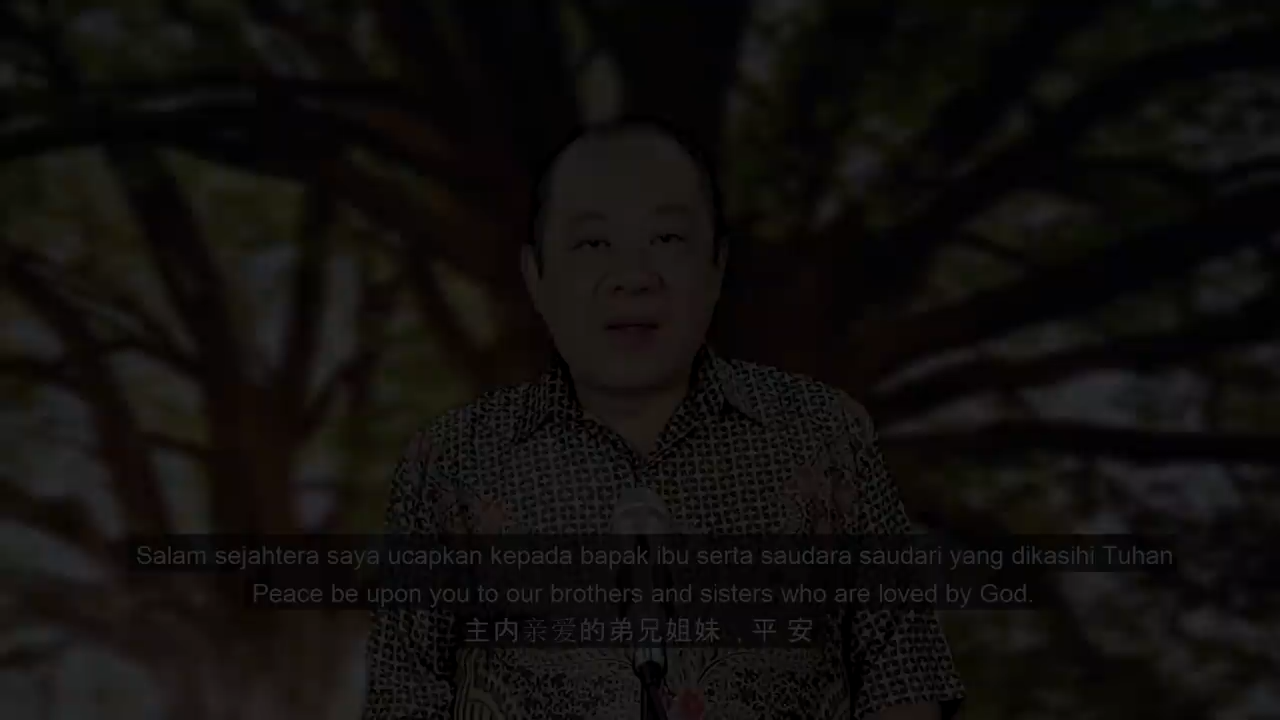 Salam sejahtera saya ucapkan kepada bapak ibu serta saudara saudari yang dikasihi Tuhan
Peace be upon you to our brothers and sisters who are loved by God.
主内亲爱的弟兄姐妹 , 平 安